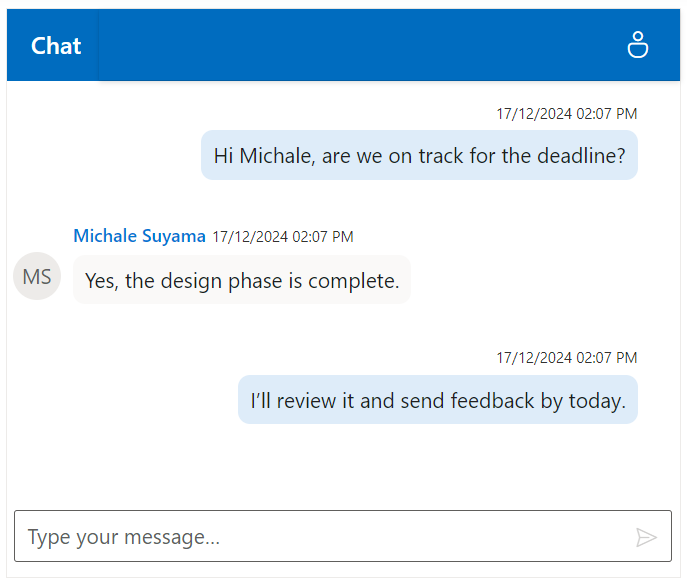 Chat
17/12/2024 02:07 PM
Hi Michale, are we on track for the deadline?
Michale Suyama 17/12/2024 02:07 PM
MS
Yes, the design phase is complete.
17/12/2024 02:07 PM
I’ll review it and send feedback by today.
Type your message...